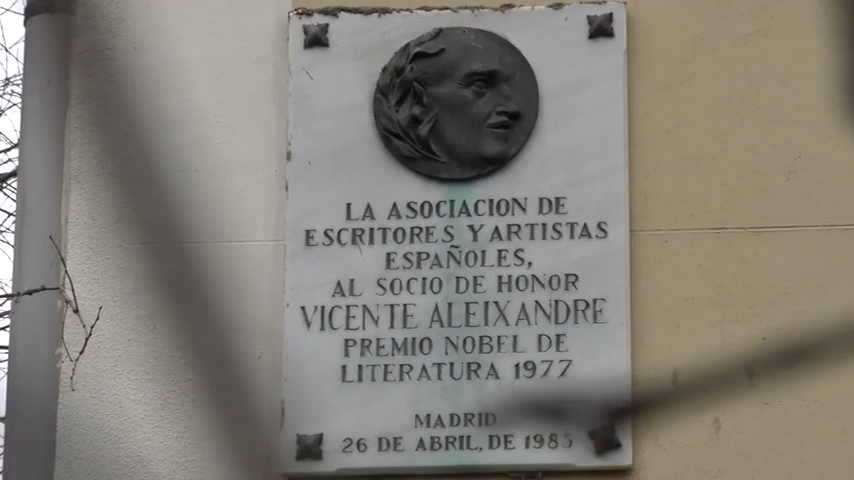 LA ASOCIACION DE
ESCRITORES Y ARTISTAS
ESPAÑOLES,
AL SOCIO DE HONOR
VICENTE ALEIXANDRE
PREMIO NOBEL DE
LITERATURA 1977
MADRID
26 DE ABRIL, DE 1985